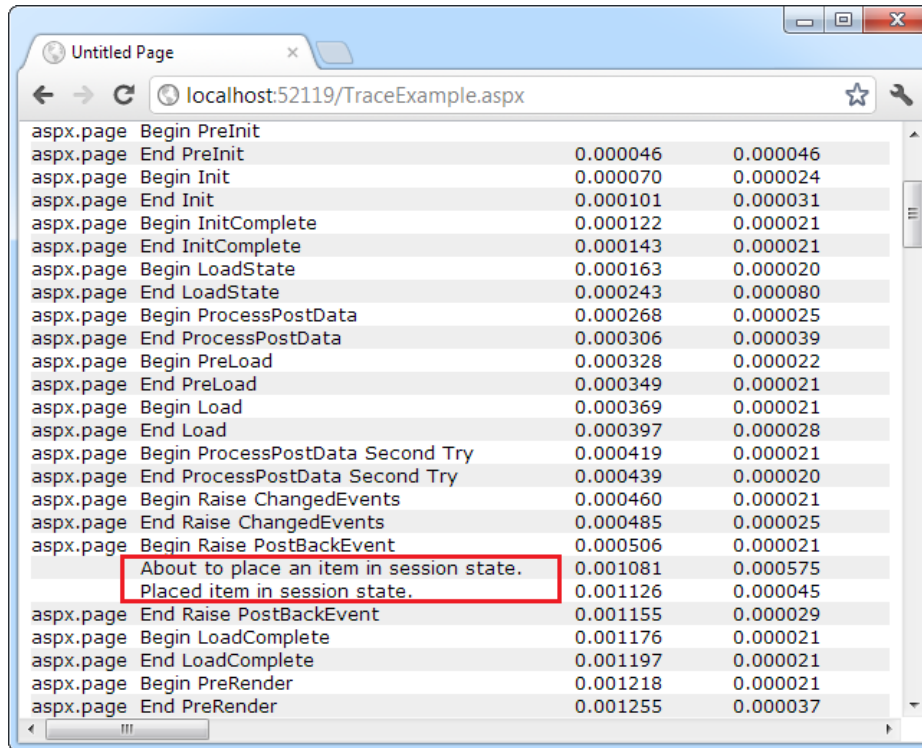 Untitled Page
localhost:52119/TraceExample.aspx
aspx.page Begin PreInit
aspx.page End PreInit 0.000046 0.000046
aspx.page Begin Init 0.000070 0.000024
aspx.page End Init 0.000101 0.000031
aspx.page Begin InitComplete 0.000122 0.000021
aspx.page End InitComplete 0.000143 0.000021
aspx.page Begin LoadState 0.000163 0.000020
aspx.page End LoadState 0.000243 0.000080
aspx.page Begin ProcessPostData 0.000268 0.000025
aspx.page End ProcessPostData 0.000306 0.000039
aspx.page Begin PreLoad 0.000328 0.000022
aspx.page End PreLoad 0.000349 0.000021
aspx.page Begin Load 0.000369 0.000021
aspx.page End Load 0.000397 0.000028
aspx.page Begin ProcessPostData Second Try 0.000419 0.000021
aspx.page End ProcessPostData Second Try 0.000439 0.000020
aspx.page Begin Raise ChangedEvents 0.000460 0.000021
aspx.page End Raise ChangedEvents 0.000485 0.000025
aspx.page Begin Raise PostBackEvent 0.000506 0.000021
About to place an item in session state. 0.001081 0.000575
Placed item in session state. 0.001126 0.000045
aspx.page End Raise PostBackEvent 0.001155 0.000029
aspx.page Begin LoadComplete 0.001176 0.000021
aspx.page End LoadComplete 0.001197 0.000021
aspx.page Begin PreRender 0.001218 0.000021
aspx.page End PreRender 0.001255 0.000037